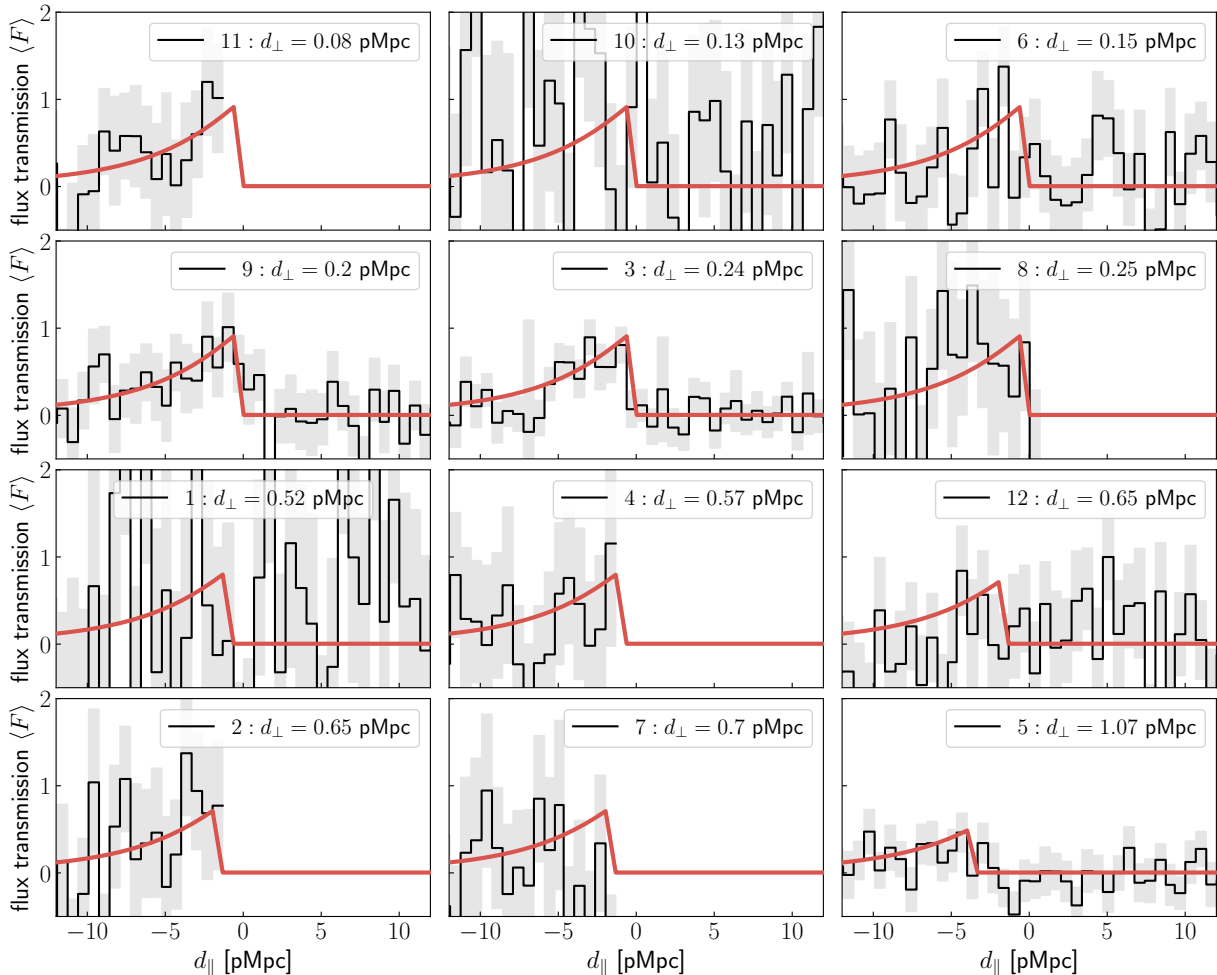 flux transmission ⟨F⟩
2
1
0
11 : d⊥ = 0.08 pMpc
10 : d⊥ = 0.13 pMpc
6 : d⊥ = 0.15 pMpc
flux transmission ⟨F⟩
2
1
0
9 : d⊥ = 0.2 pMpc
3 : d⊥ = 0.24 pMpc
8 : d⊥ = 0.25 pMpc
flux transmission ⟨F⟩
2
1
0
1 : d⊥ = 0.52 pMpc
4 : d⊥ = 0.57 pMpc
12 : d⊥ = 0.65 pMpc
flux transmission ⟨F⟩
2
1
0
2 : d⊥ = 0.65 pMpc
7 : d⊥ = 0.7 pMpc
5 : d⊥ = 1.07 pMpc
−10 −5 0 5 10
−10 −5 0 5 10
−10 −5 0 5 10
d∥ [pMpc]
d∥ [pMpc]
d∥ [pMpc]